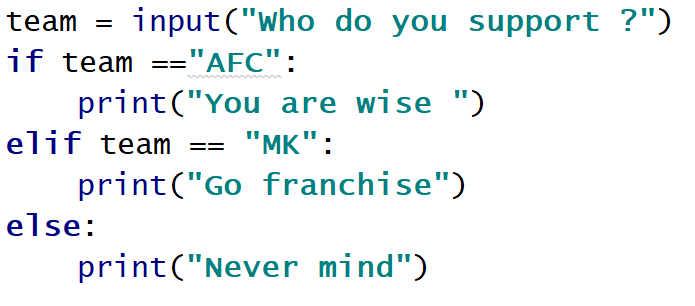 team = input("Who do you support ?")
if team =="AFC":
    print("You are wise ")
elif team == "MK":
    print("Go franchise")
else:
    print("Never mind")